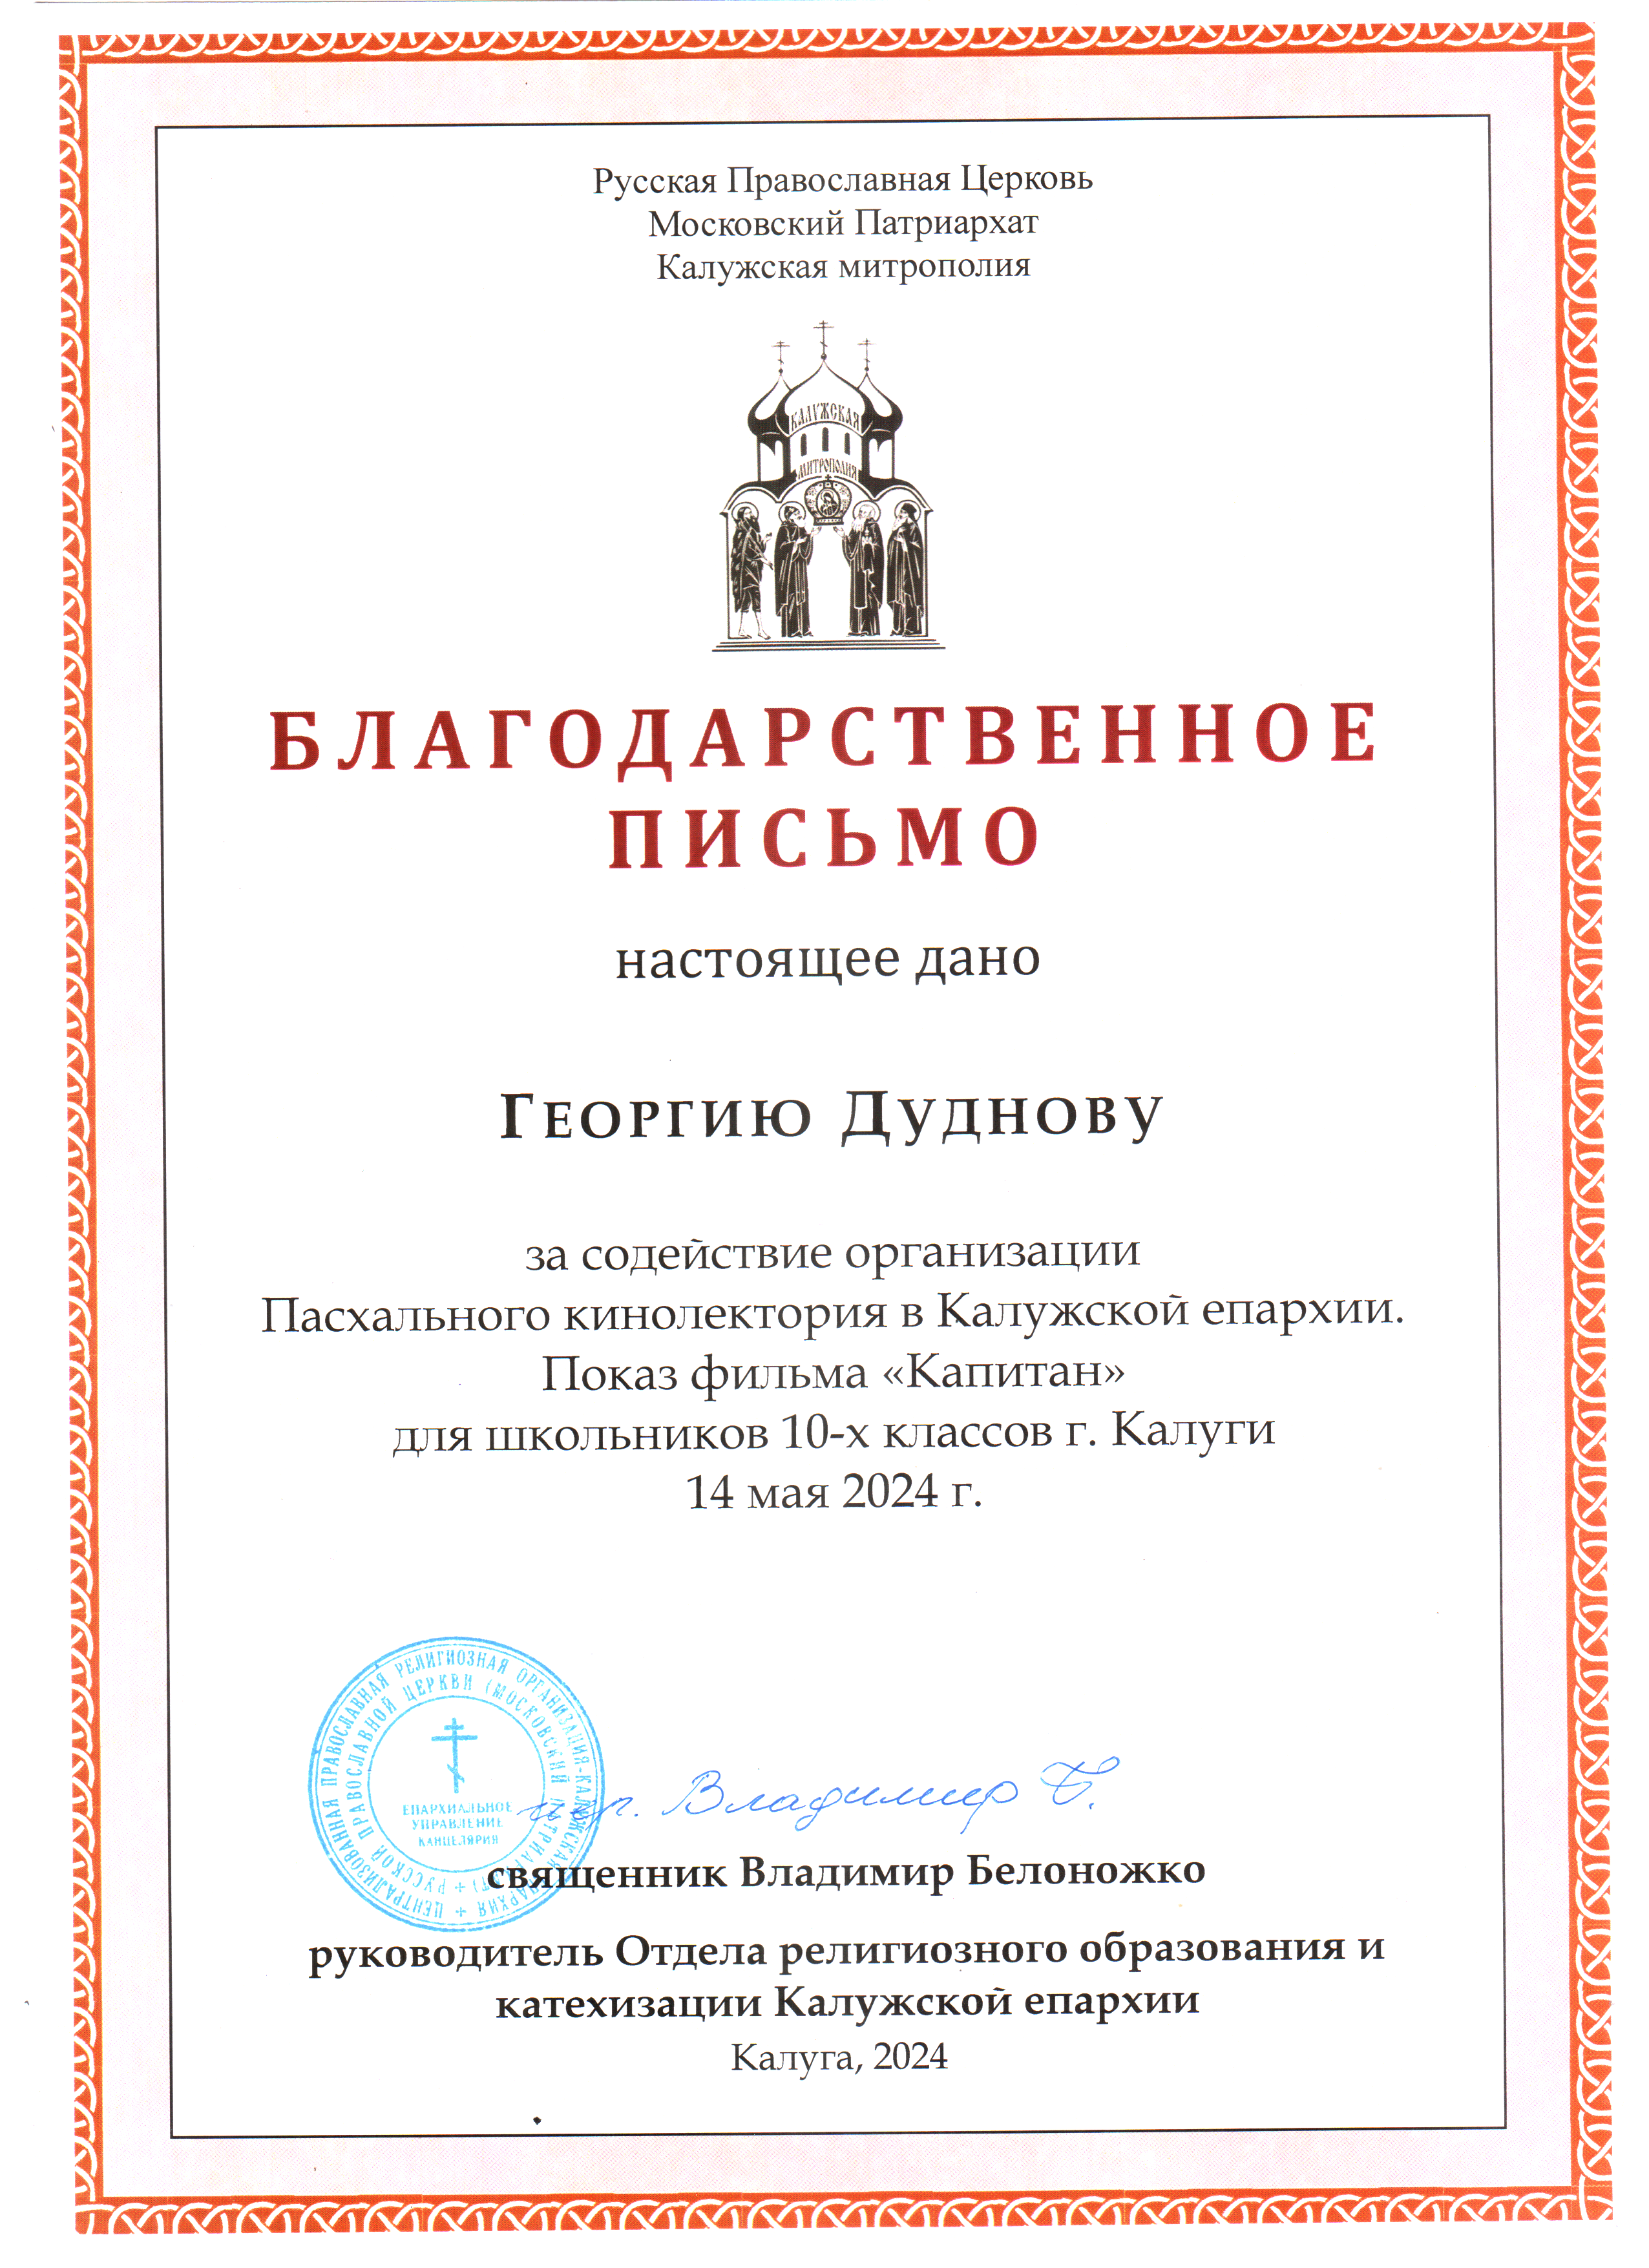 Русская Православная Церковь
Московский Патриархат
Калужская митрополия
КАЛУЖСКАЯ
МИТРОПОЛИЯ
БЛАГОДАРСТВЕННОЕ
ПИСЬМО
настоящее дано
ГЕОРГИЮ ДУДНОВУ
за содействие организации
Пасхального кинолектория в Калужской епархии.
Показ фильма «Капитан»
для школьников 10-х классов г. Калуги
14 мая 2024 г.
ЦЕНТРАЛИЗОВАННАЯ ПРАВОСЛАВНАЯ РЕЛИГИОЗНАЯ ОРГАНИЗАЦИЯ-КАЛУЖСКАЯ ЕПАРХИЯ
РУССКОЙ ПРАВОСЛАВНОЙ ЦЕРКВИ (МОСКОВСКИЙ ПАТРИАРХАТ)
ЕПАРХИАЛЬНОЕ
УПРАВЛЕНИЕ
КАНЦЕЛЯРИЯ
иер. Владимир Б.
священник Владимир Белоножко
руководитель Отдела религиозного образования и
катехизации Калужской епархии
Калуга, 2024